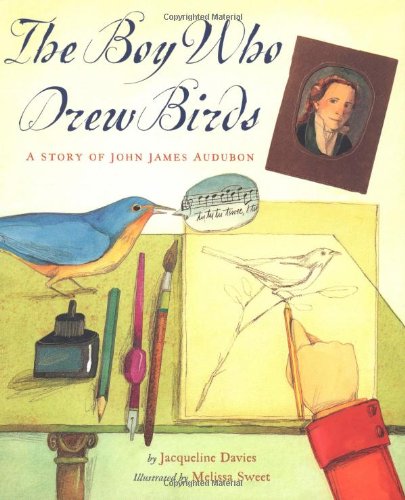 The Boy Who
Drew Birds
A STORY OF JOHN JAMES AUDUBON
by Jacqueline Davies
Illustrated by Melissa Sweet